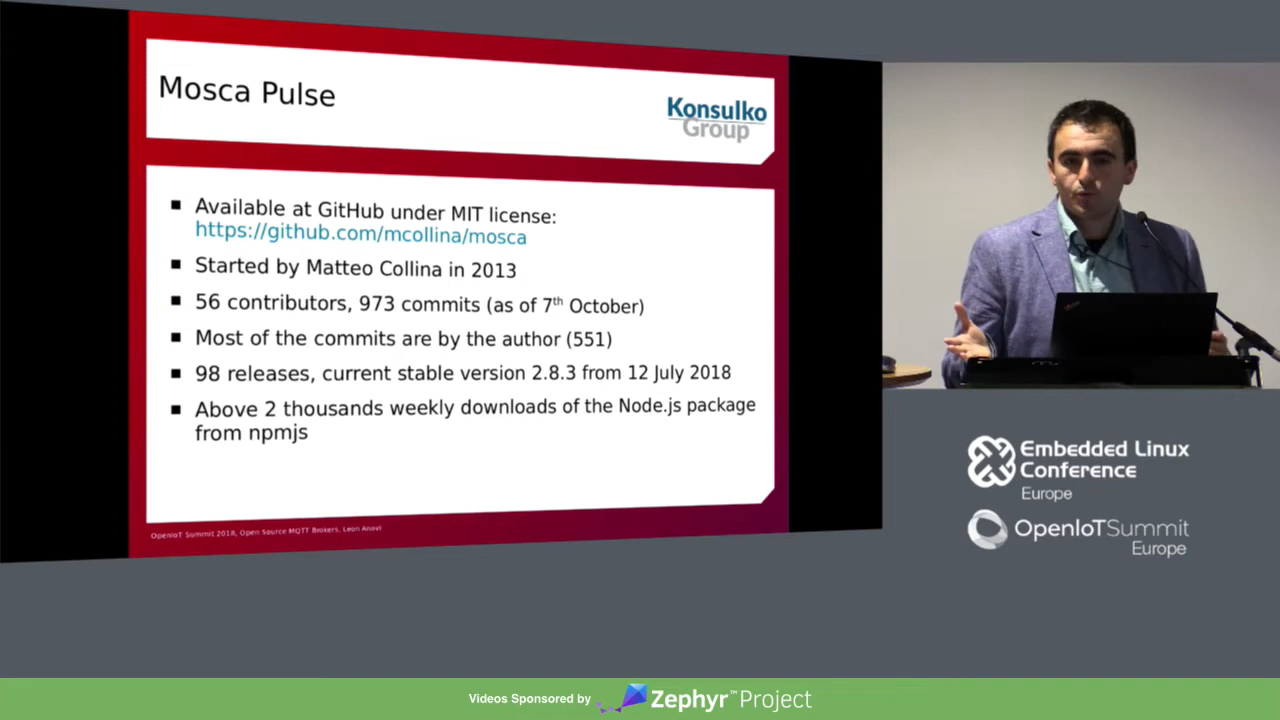 Mosca Pulse
Konsulko
Group
Available at GitHub under MIT license:
https://github.com/mcollina/mosca
Started by Matteo Collina in 2013
56 contributors, 973 commits (as of 7th October)
Most of the commits are by the author (551)
98 releases, current stable version 2.8.3 from 12 July 2018
Above 2 thousands weekly downloads of the Node.js package
from npmjs
OpenIoT Summit 2018, Open Source MQTT Brokers, Leon Anavi
Embedded Linux
Conference
Europe
OpenIoTSummit
Europe
Videos Sponsored by Zephyr™Project